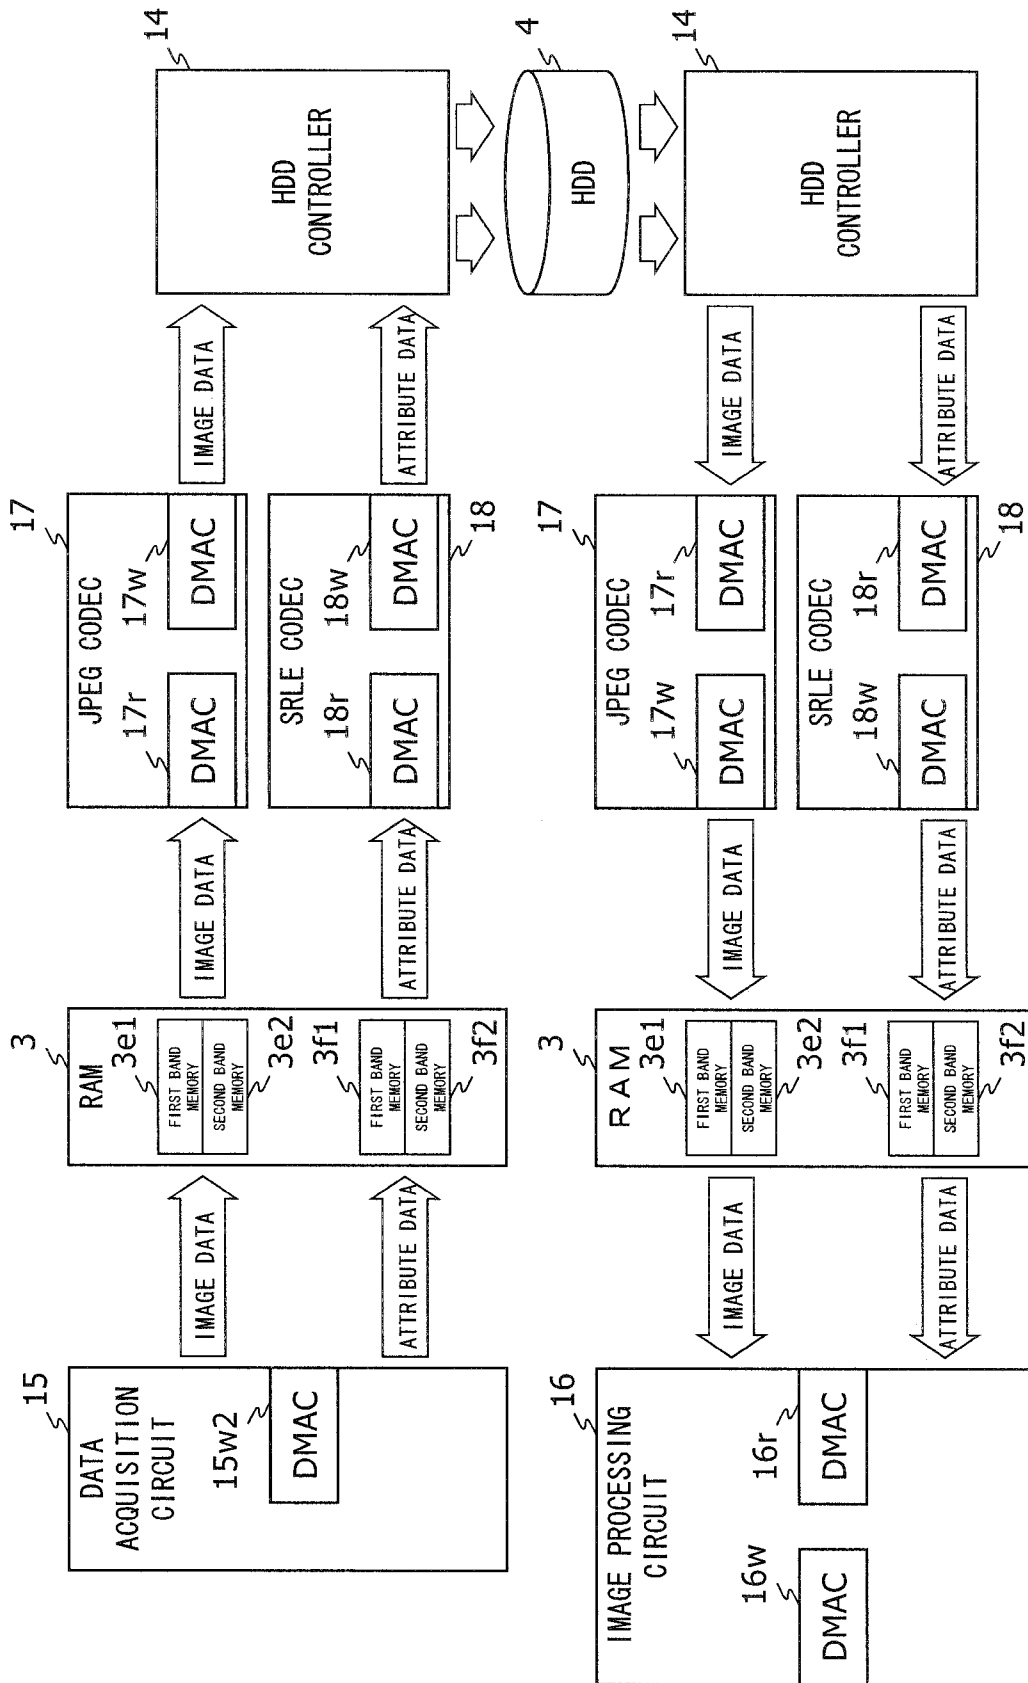 15
DATA
ACQUISITION
CIRCUIT
15w2
DMAC
IMAGE DATA
ATTRIBUTE DATA
3
RAM
3e1
FIRST BAND
MEMORY
SECOND BAND
MEMORY
3e2
3f1
FIRST BAND
MEMORY
SECOND BAND
MEMORY
3f2
IMAGE DATA
ATTRIBUTE DATA
17
JPEG CODEC
17r
17w
DMAC
DMAC
SRLE CODEC
18r
18w
DMAC
DMAC
18
IMAGE DATA
ATTRIBUTE DATA
14
HDD
CONTROLLER
4
HDD
16
IMAGE PROCESSING
CIRCUIT
16w
16r
DMAC
DMAC
IMAGE DATA
ATTRIBUTE DATA
3
RAM
3e1
FIRST BAND
MEMORY
SECOND BAND
MEMORY
3e2
3f1
FIRST BAND
MEMORY
SECOND BAND
MEMORY
3f2
IMAGE DATA
ATTRIBUTE DATA
17
JPEG CODEC
17w
17r
DMAC
DMAC
SRLE CODEC
18w
18r
DMAC
DMAC
18
IMAGE DATA
ATTRIBUTE DATA
14
HDD
CONTROLLER